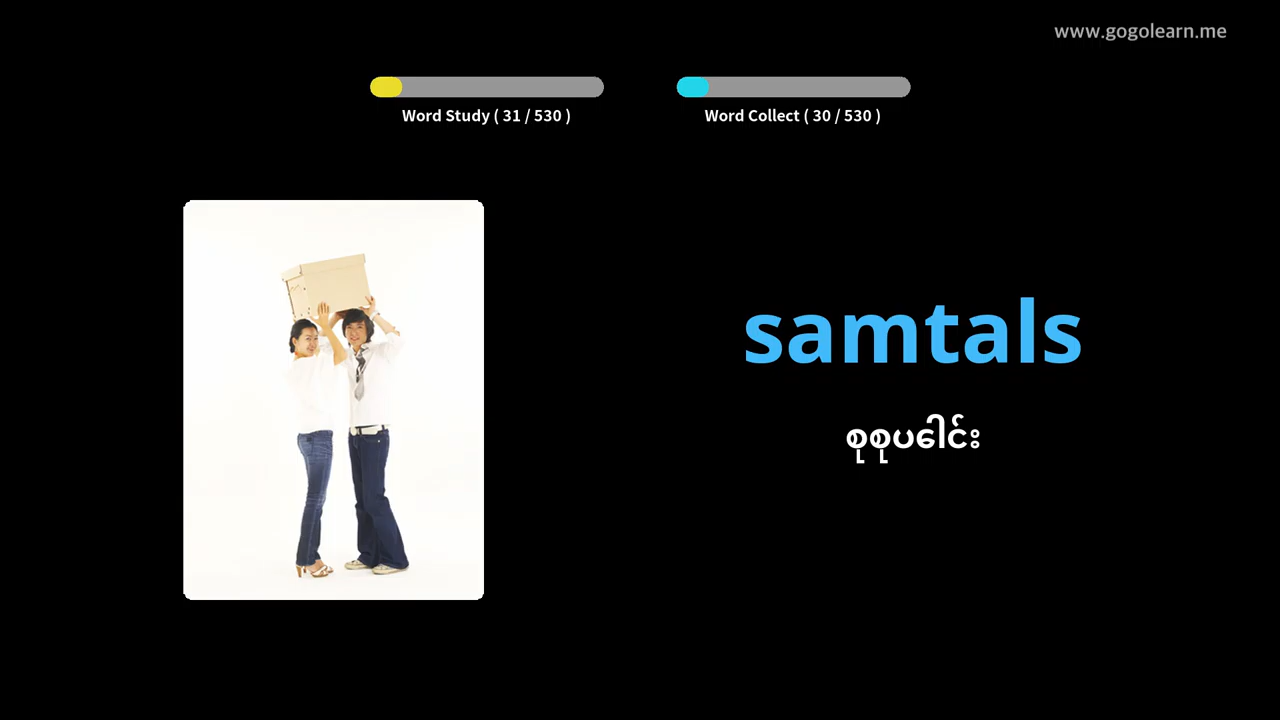 www.gogolearn.me
Word Study ( 31 / 530 )
Word Collect ( 30 / 530 )
samtals
စုစုပေါင်း